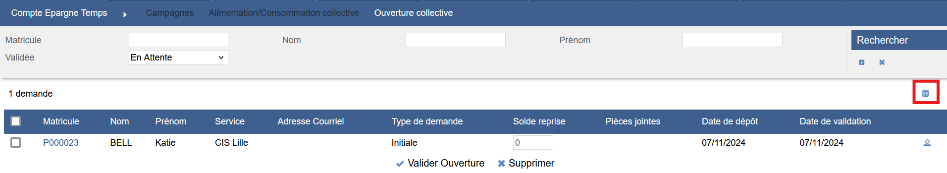 Compte Epargne Temps Campagnes Alimentation/Consommation collective Ouverture collective
Matricule Nom Prénom Rechercher
Validée En Attente
1 demande
Matricule Nom Prénom Service Adresse Courriel Type de demande Solde reprise Pièces jointes Date de dépôt Date de validation
P000023 BELL Katie CIS Lille Initiale 0 07/11/2024 07/11/2024
Valider Ouverture Supprimer